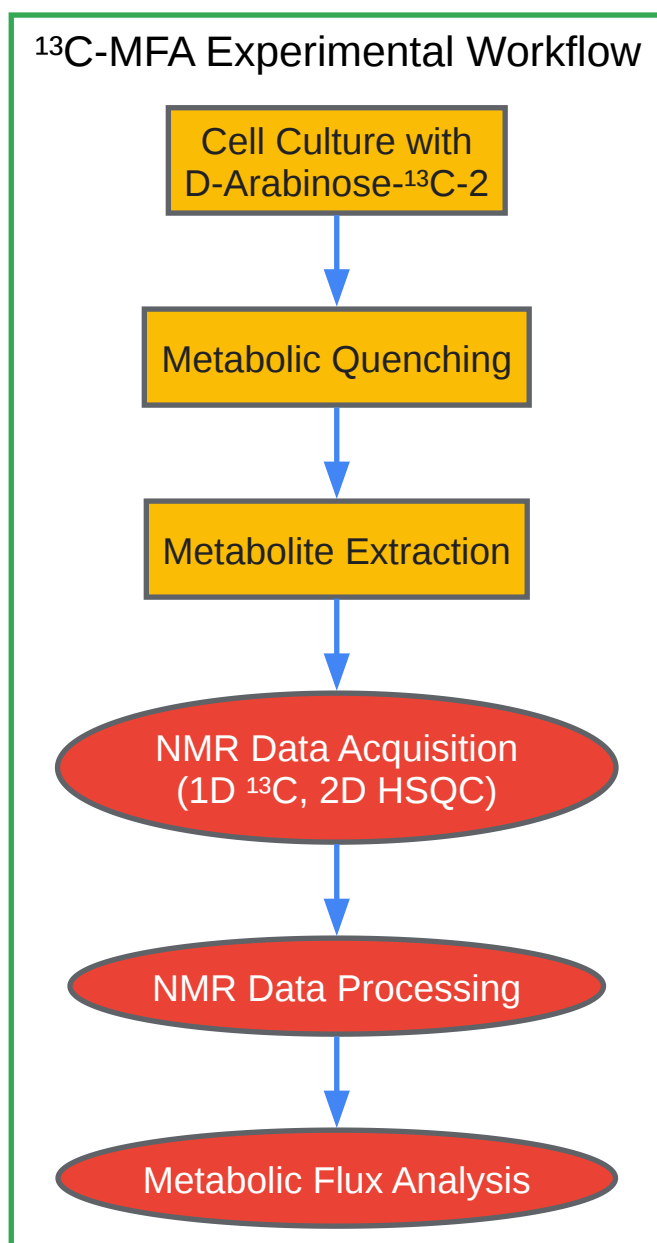 ¹³C-MFA Experimental Workflow
Cell Culture with
D-Arabinose-¹³C-2
Metabolic Quenching
Metabolite Extraction
NMR Data Acquisition
(1D ¹³C, 2D HSQC)
NMR Data Processing
Metabolic Flux Analysis